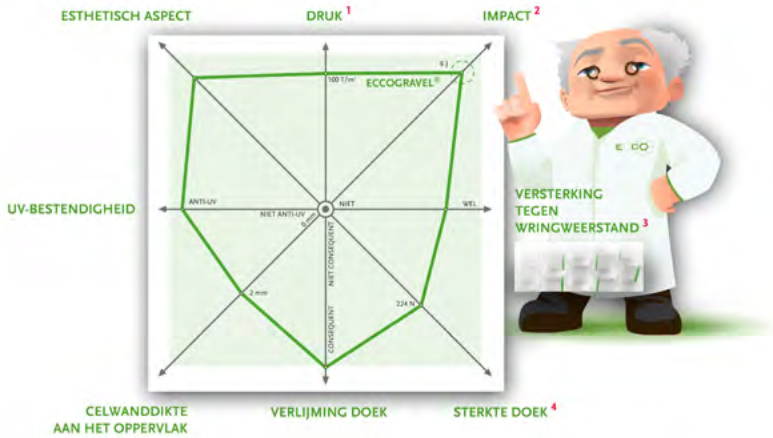 ESTHETISCH ASPECT
DRUK 1
IMPACT 2
6 J
100 T/m²
ECCOGRAVEL®
UV-BESTENDIGHEID
ANTI-UV
NIET ANTI-UV
NIET
WEL
VERSTERKING
TEGEN
WRINGWEERSTAND 3
0 mm
2 mm
NIET CONSEQUENT
CONSEQUENT
224 N
CELWANDDIKTE
AAN HET OPPERVLAK
VERLIJMING DOEK
STERKTE DOEK 4